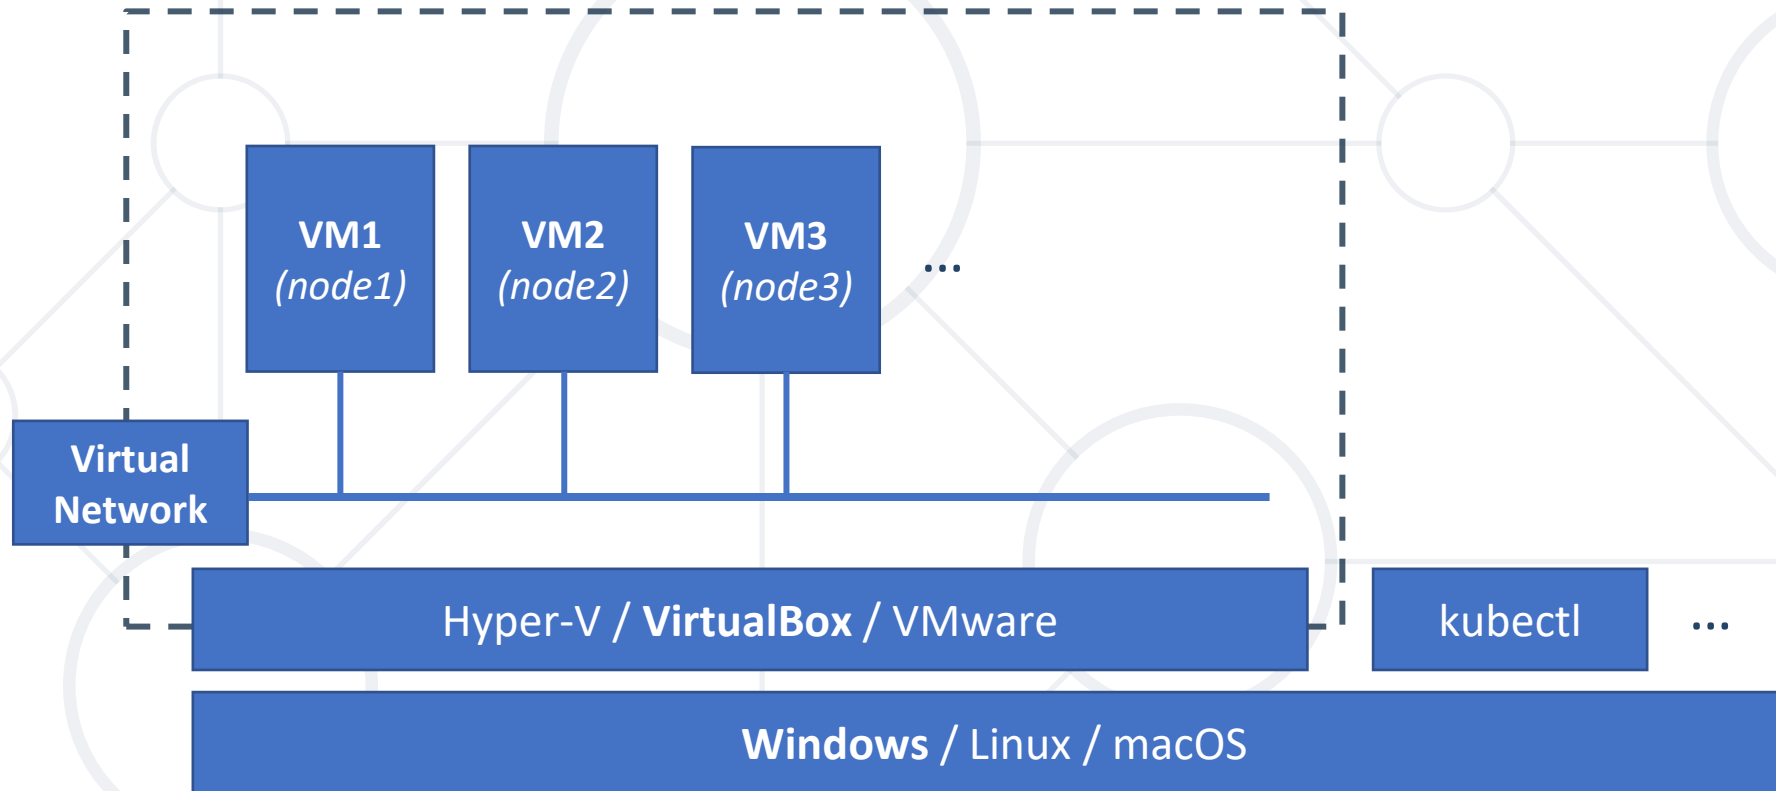 VM1
(node1)
VM2
(node2)
VM3
(node3)
...
Virtual
Network
Hyper-V / VirtualBox / VMware
kubectl
...
Windows / Linux / macOS